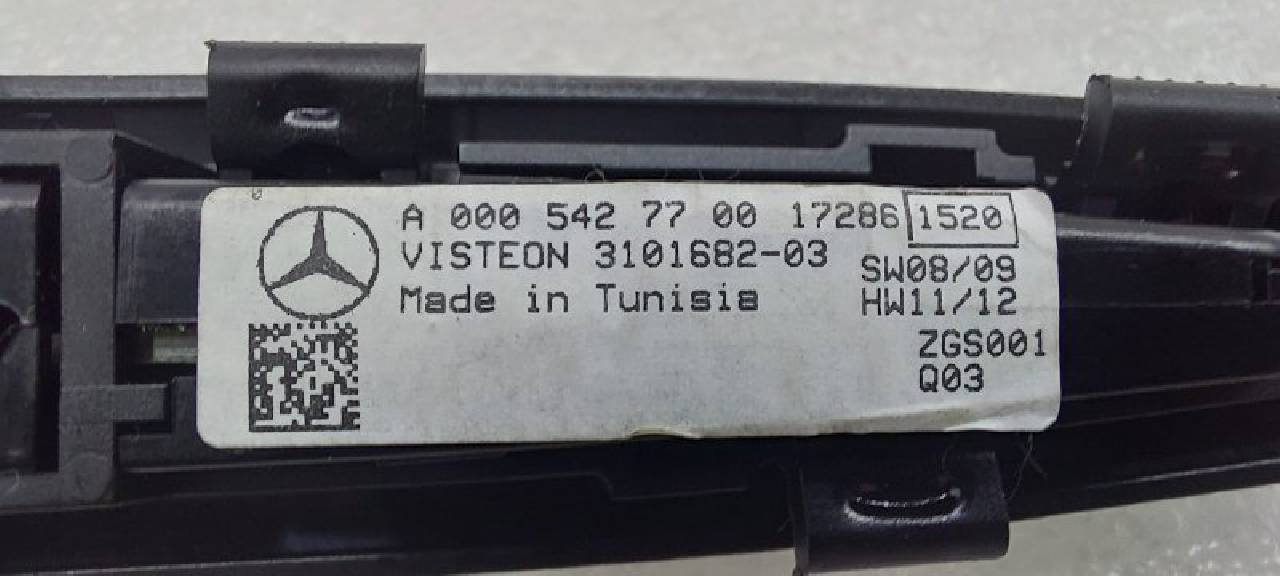 A 000 542 77 00 17286 1520
VISTEON 3101682-03 SW08/09
Made in Tunisia HW11/12
ZGS001
Q03